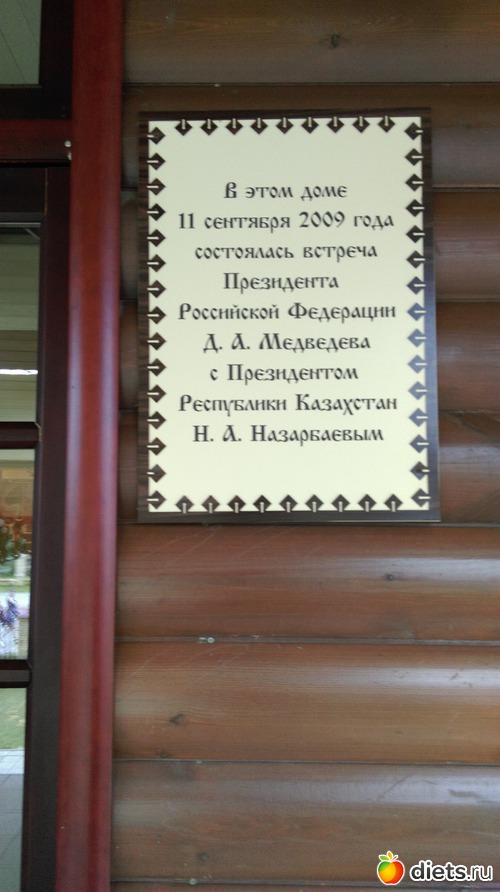 В этом доме
11 сентября 2009 года
состоялась встреча
Президента
Российской Федерации
Д. А. Медведева
с Президентом
Республики Казахстан
Н. А. Назарбаевым
diets.ru